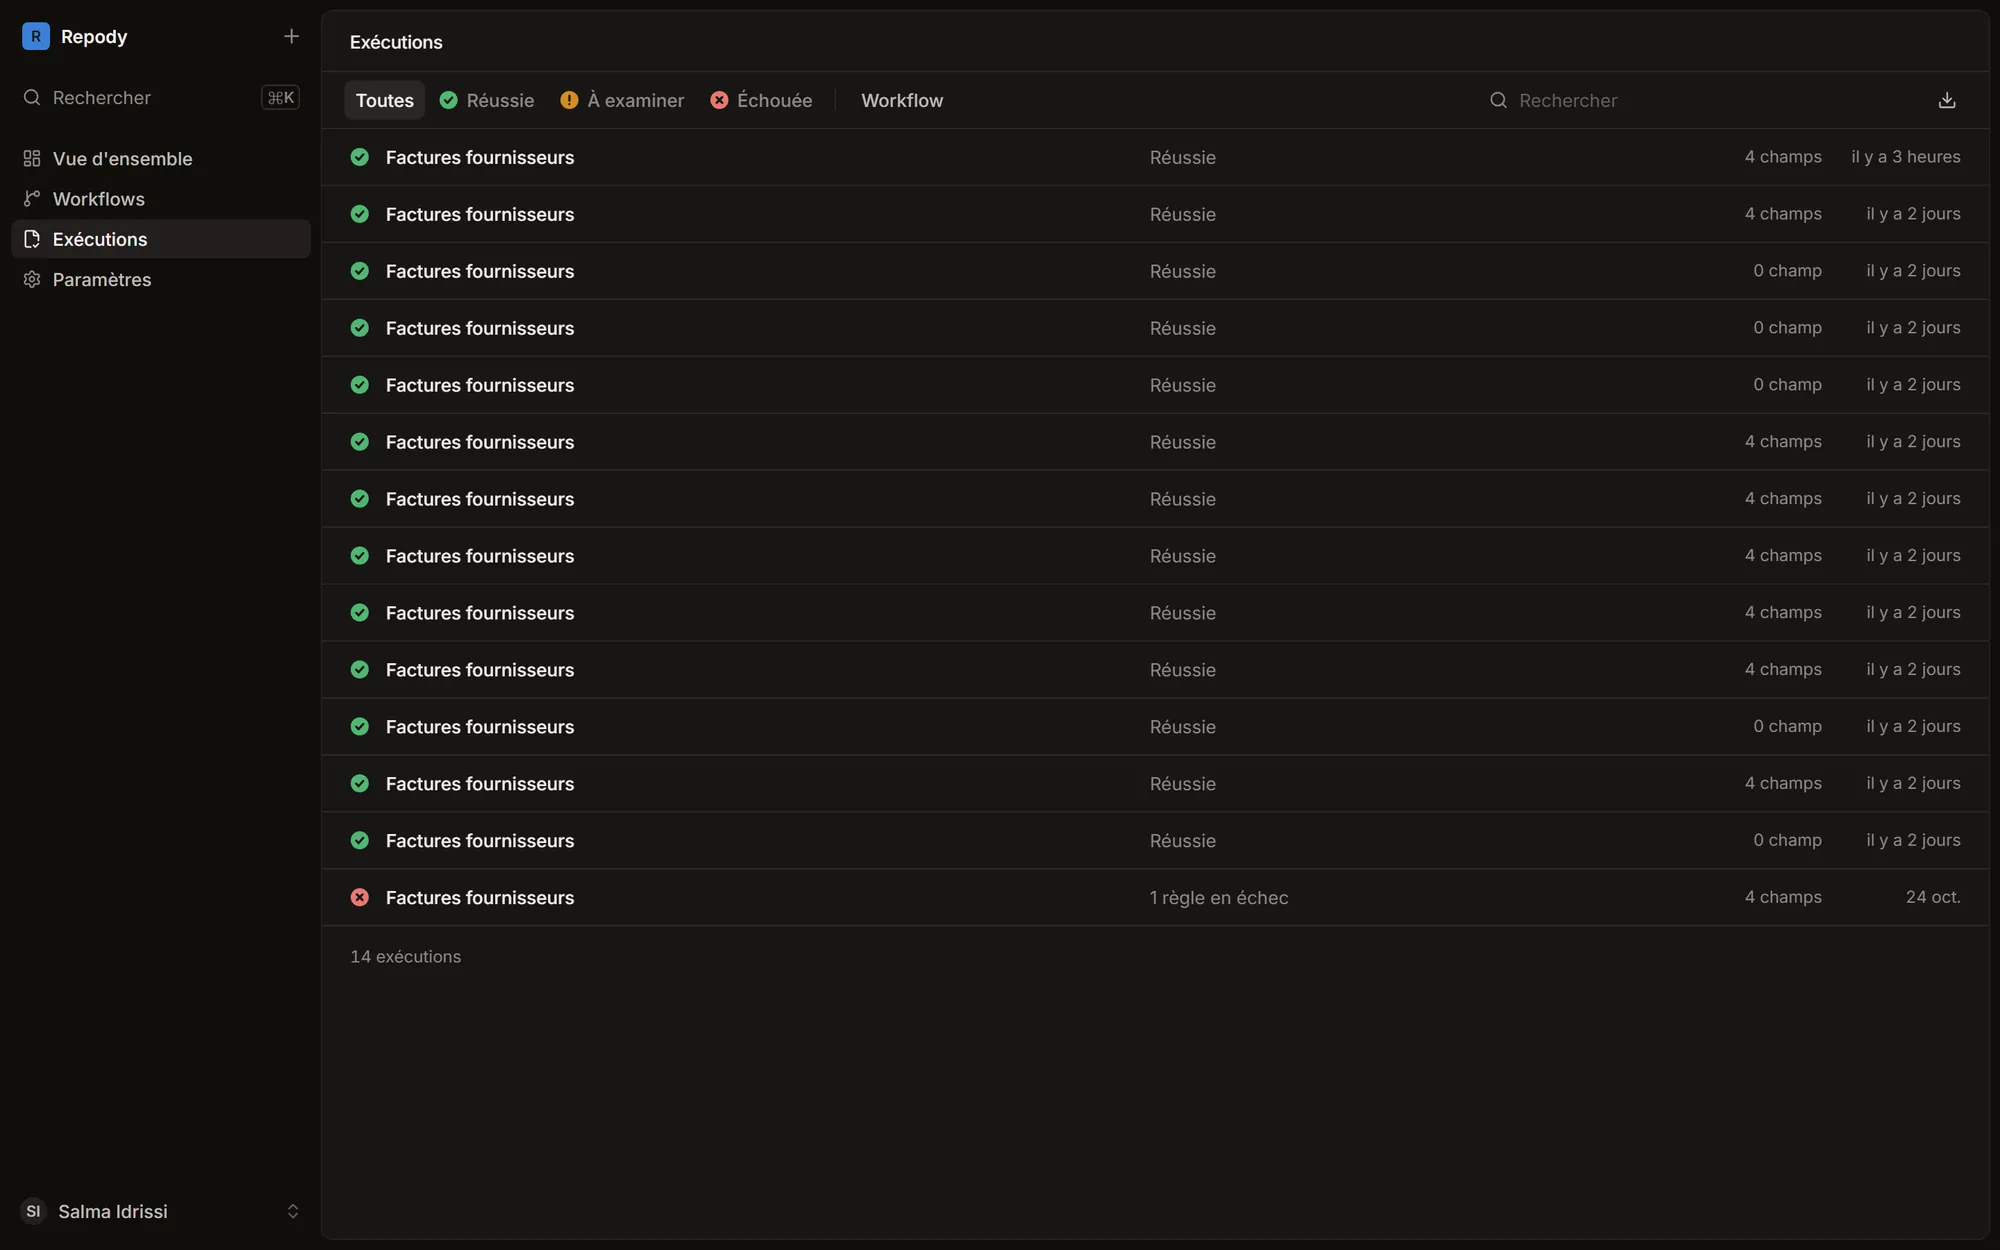 R Repody
Rechercher ⌘K
Vue d'ensemble
Workflows
Exécutions
Paramètres
SI Salma Idrissi
Exécutions
Toutes Réussie À examiner Échouée Workflow Rechercher
Factures fournisseurs Réussie 4 champs il y a 3 heures
Factures fournisseurs Réussie 4 champs il y a 2 jours
Factures fournisseurs Réussie 0 champ il y a 2 jours
Factures fournisseurs Réussie 0 champ il y a 2 jours
Factures fournisseurs Réussie 0 champ il y a 2 jours
Factures fournisseurs Réussie 4 champs il y a 2 jours
Factures fournisseurs Réussie 4 champs il y a 2 jours
Factures fournisseurs Réussie 4 champs il y a 2 jours
Factures fournisseurs Réussie 4 champs il y a 2 jours
Factures fournisseurs Réussie 4 champs il y a 2 jours
Factures fournisseurs Réussie 0 champ il y a 2 jours
Factures fournisseurs Réussie 4 champs il y a 2 jours
Factures fournisseurs Réussie 0 champ il y a 2 jours
Factures fournisseurs 1 règle en échec 4 champs 24 oct.
14 exécutions